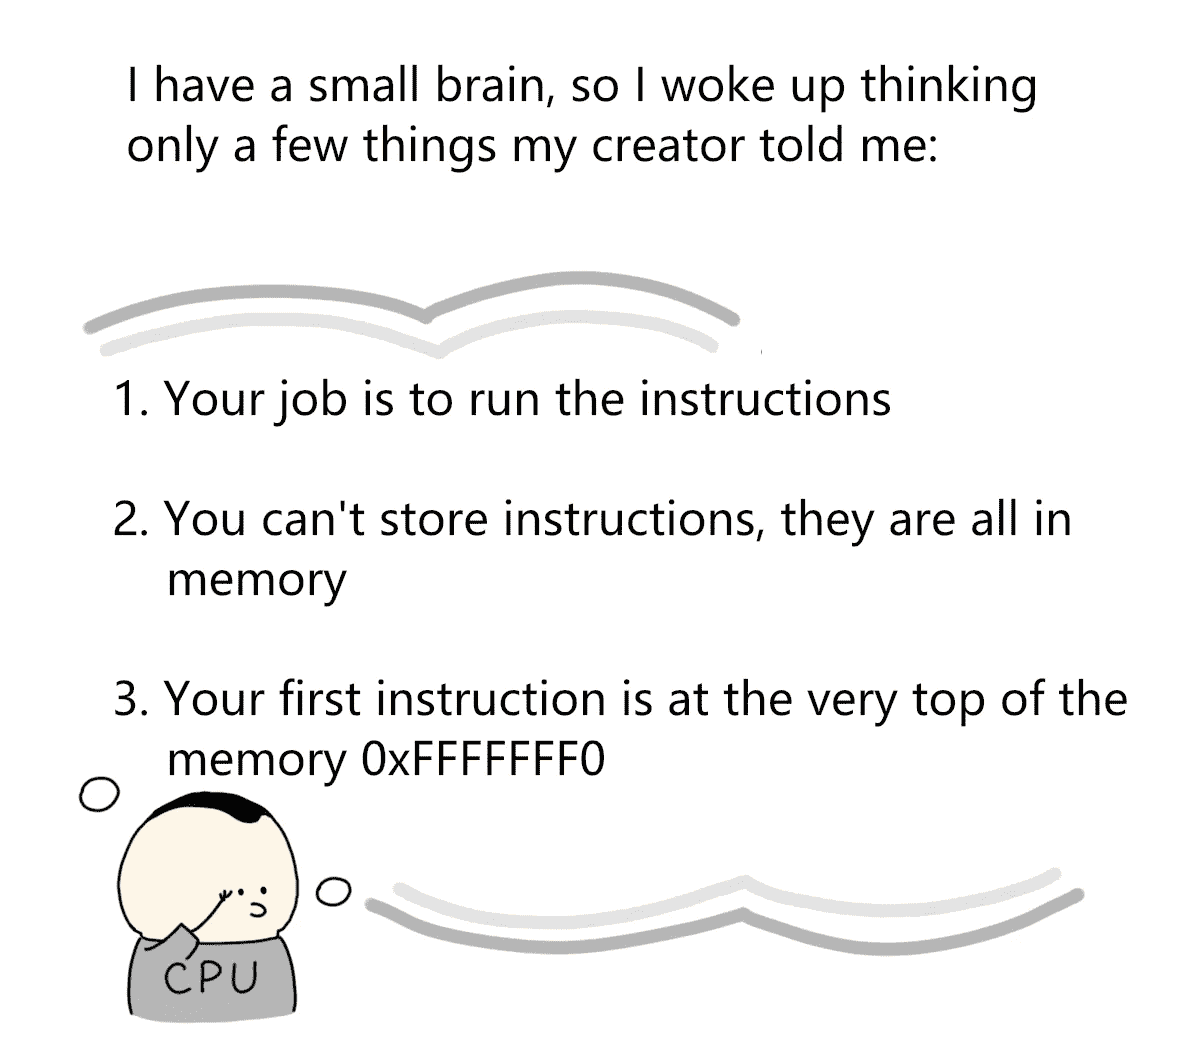 I have a small brain, so I woke up thinking
only a few things my creator told me:
1. Your job is to run the instructions
2. You can't store instructions, they are all in
memory
3. Your first instruction is at the very top of the
memory 0xFFFFFFF0
CPU